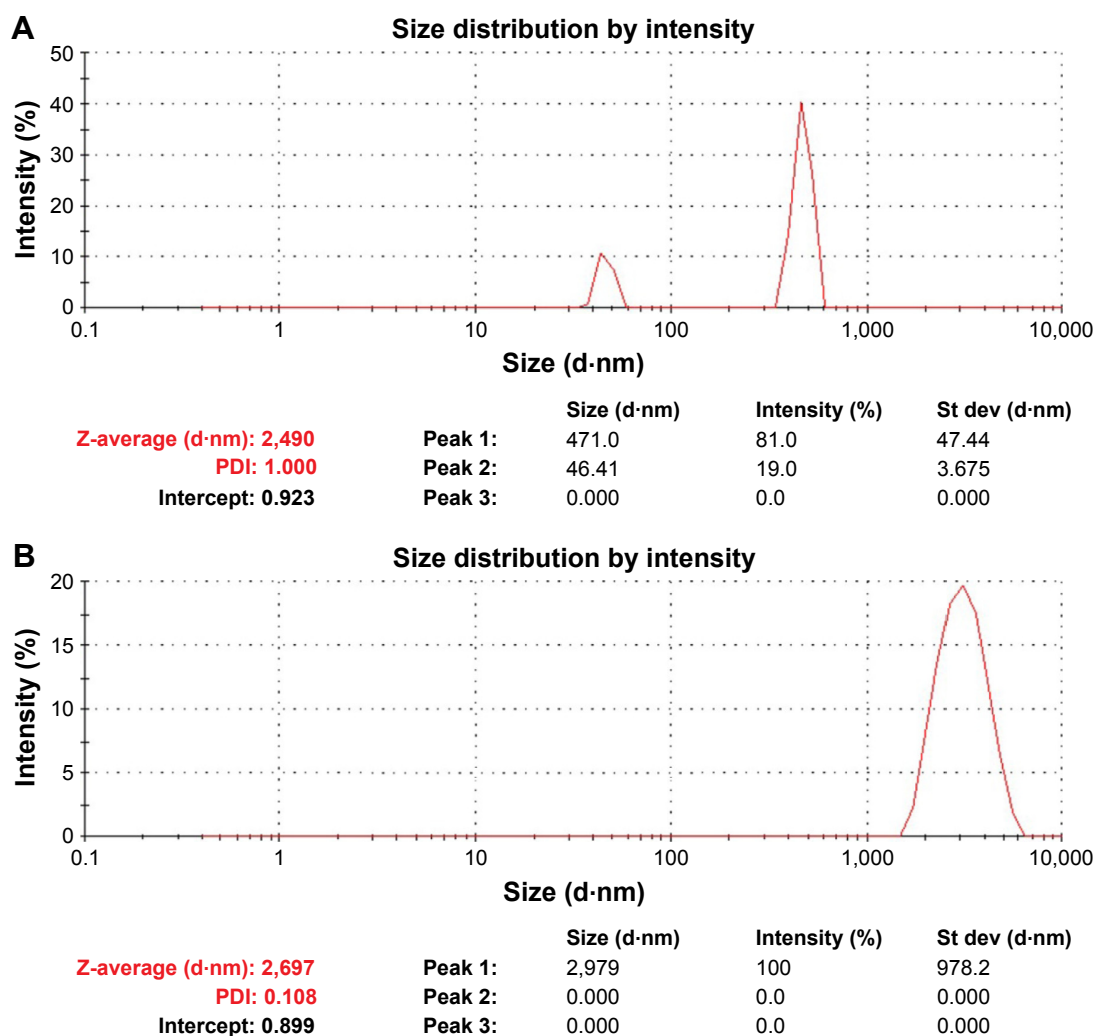 A
Size distribution by intensity
50
40
30
20
10
0
Intensity (%)
0.1 1 10 100 1,000 10,000
Size (d·nm)
Size (d·nm) Intensity (%) St dev (d·nm)
Z-average (d·nm): 2,490 Peak 1: 471.0 81.0 47.44
PDI: 1.000 Peak 2: 46.41 19.0 3.675
Intercept: 0.923 Peak 3: 0.000 0.0 0.000
B
Size distribution by intensity
20
15
10
5
0
Intensity (%)
0.1 1 10 100 1,000 10,000
Size (d·nm)
Size (d·nm) Intensity (%) St dev (d·nm)
Z-average (d·nm): 2,697 Peak 1: 2,979 100 978.2
PDI: 0.108 Peak 2: 0.000 0.0 0.000
Intercept: 0.899 Peak 3: 0.000 0.0 0.000